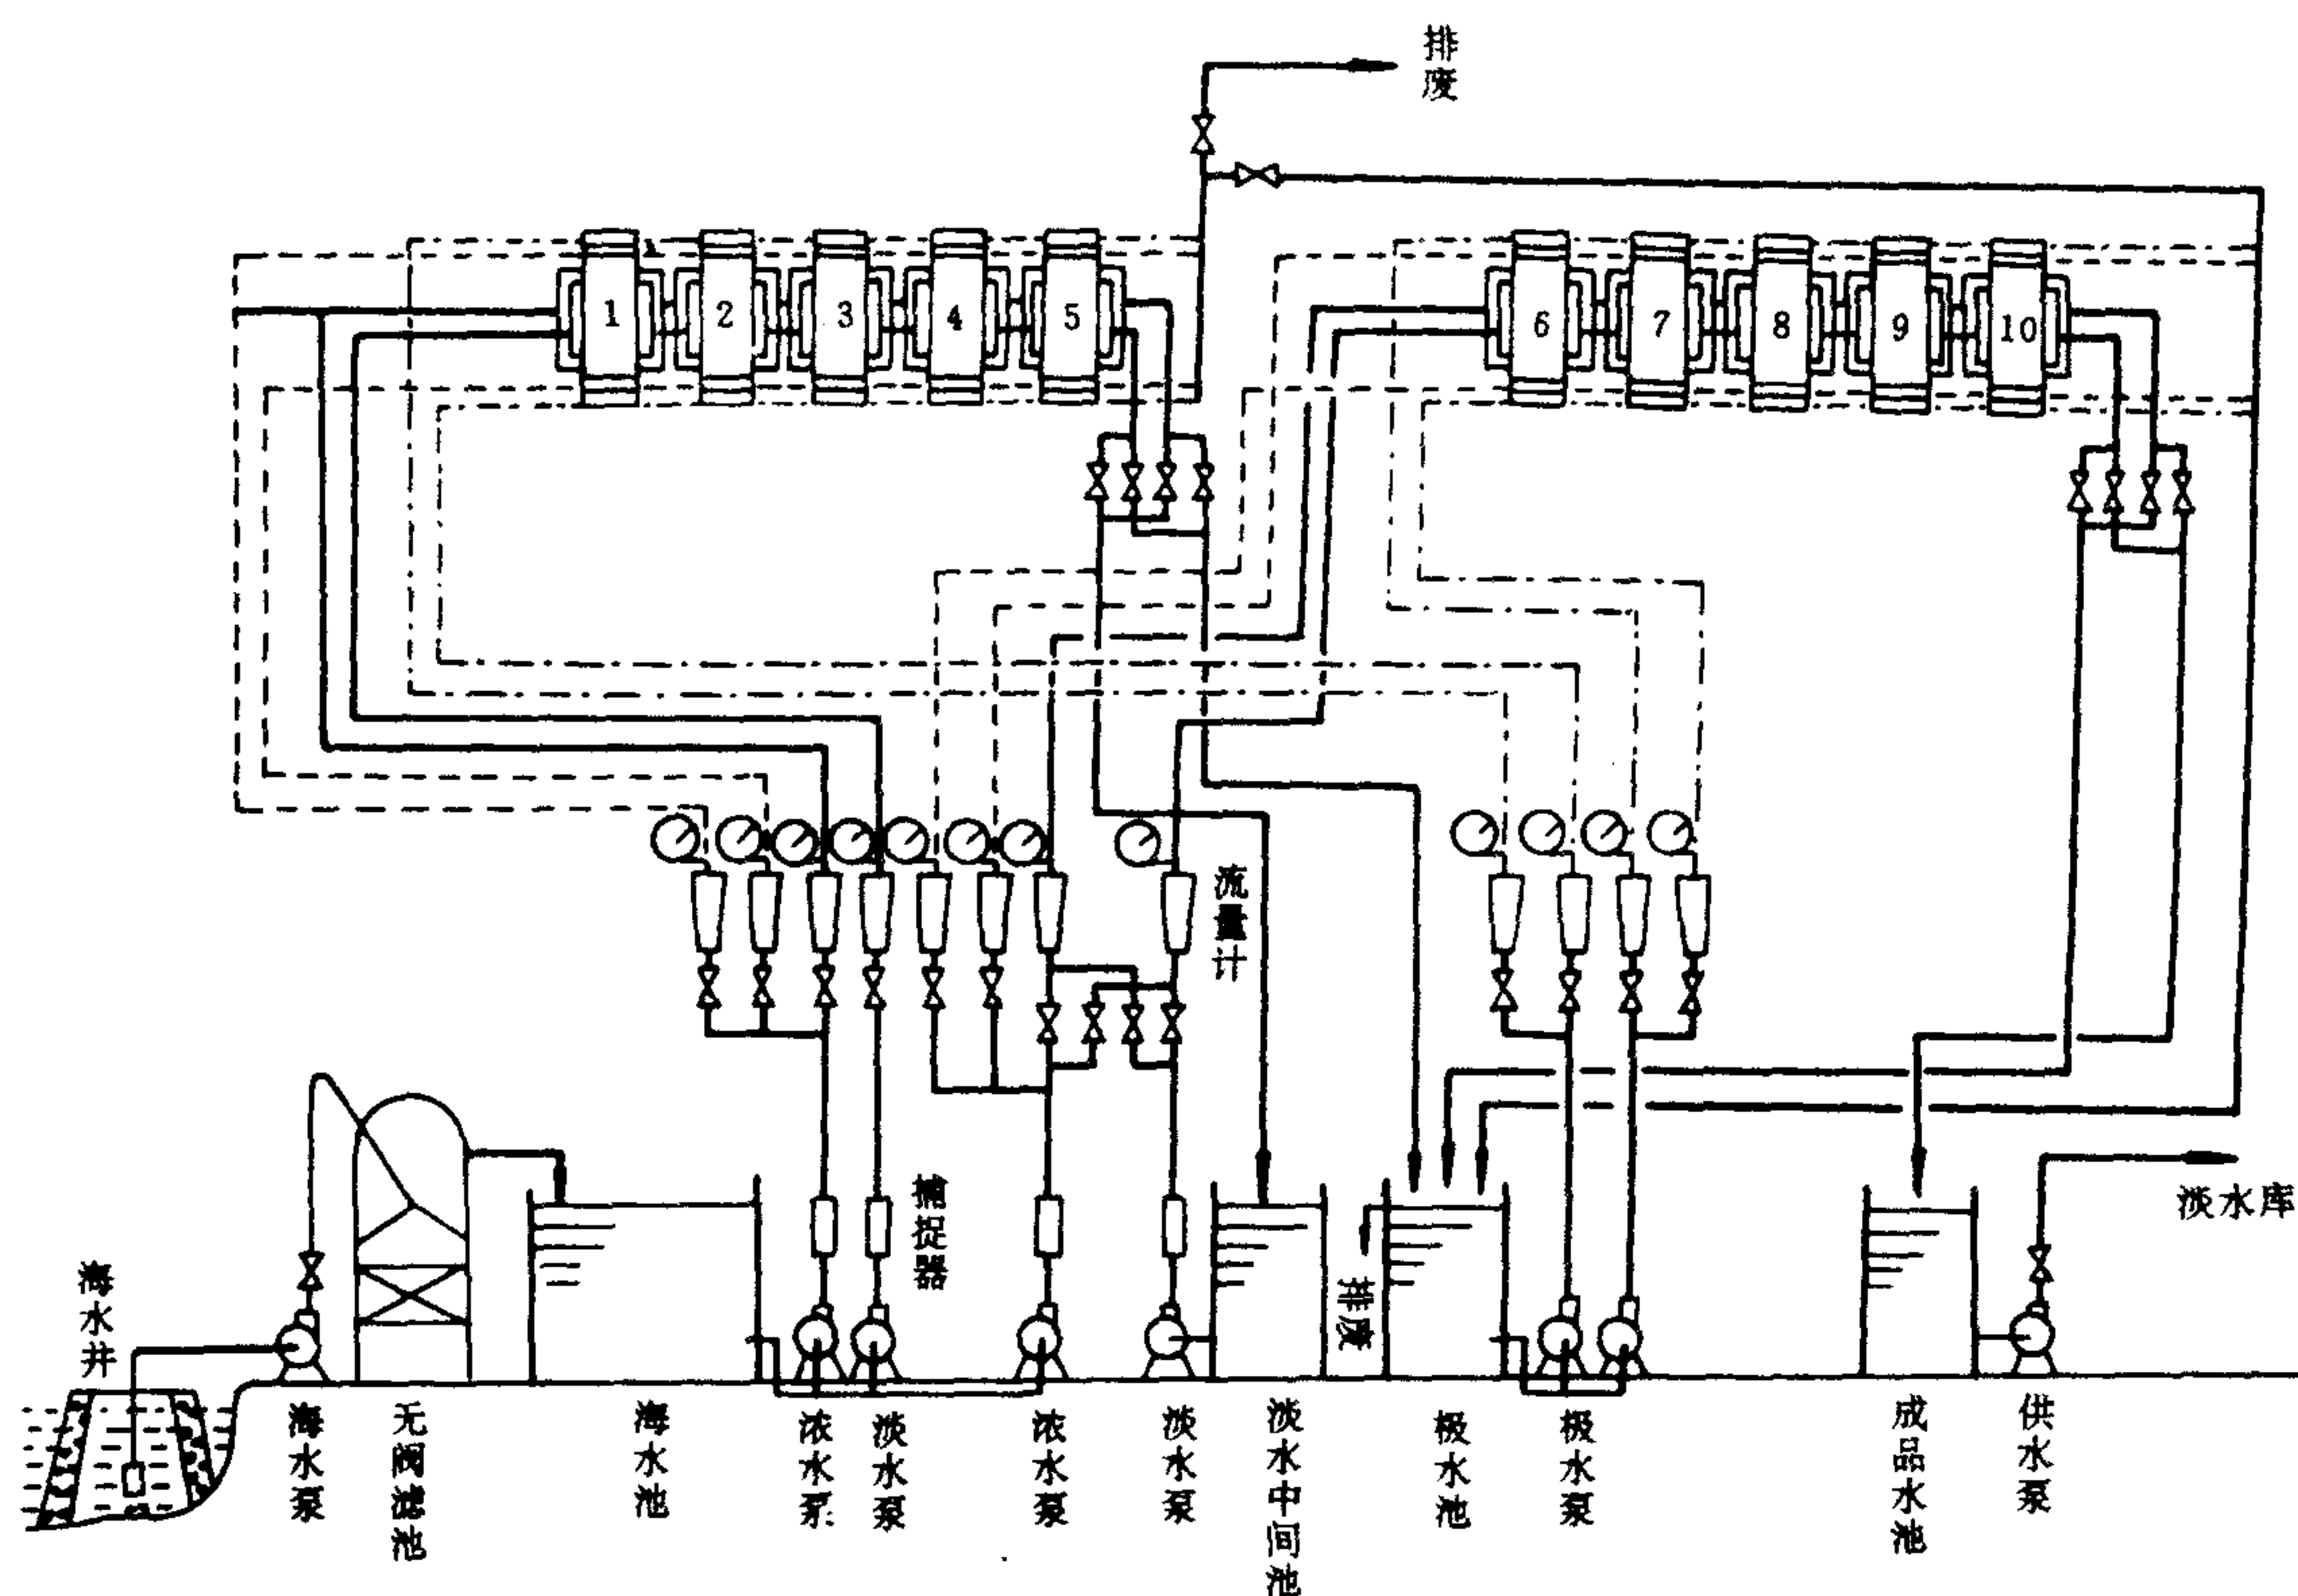 排废
1
2
3
4
5
6
7
8
9
10
流量计
捕掂器
海水井
排废
淡水库
海水泵
无阀滤池
海水池
浓水泵
淡水泵
浓水泵
淡水泵
淡水中间池
极水池
极水泵
成品水池
供水泵